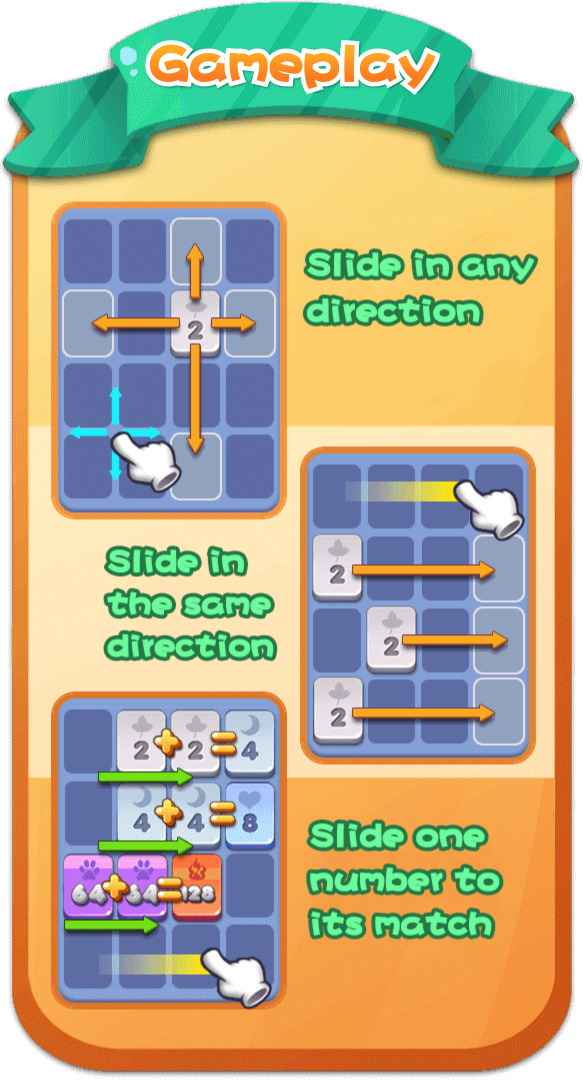 Gameplay
2
Slide in any
direction
Slide in
the same
direction
2
2
2
2 + 2 = 4
4 + 4 = 8
64 + 64 = 128
Slide one
number to
its match